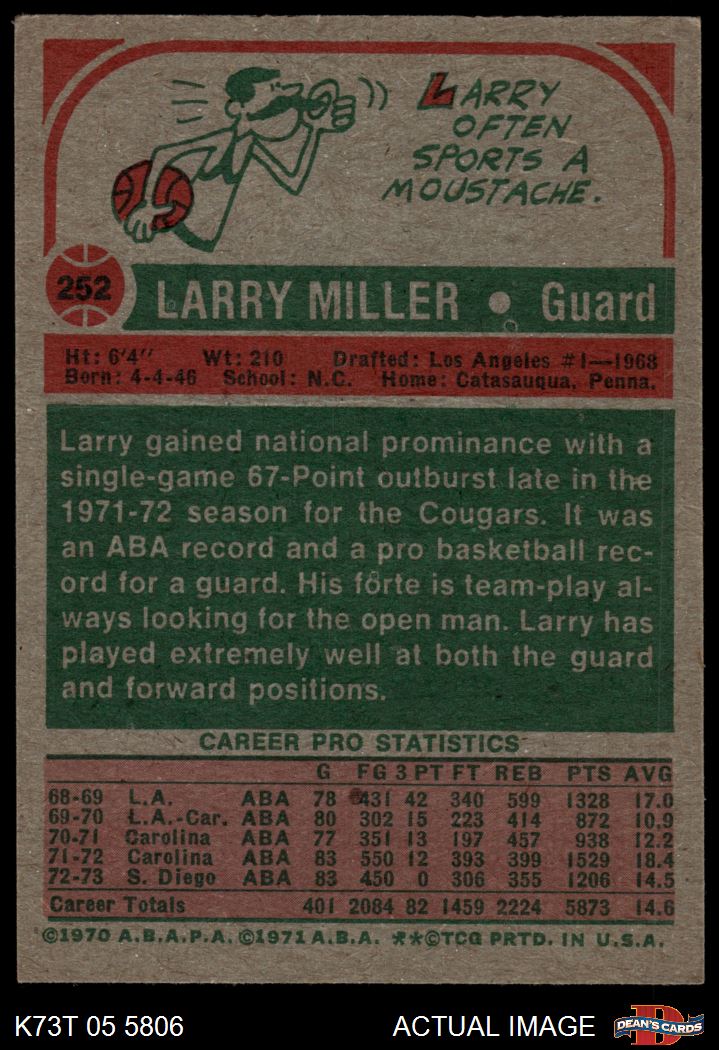 LARRY
OFTEN
SPORTS A
MOUSTACHE.
252
LARRY MILLER • Guard
Ht: 6'4" Wt: 210 Drafted: Los Angeles #1—1968
Born: 4-4-46 School: N.C. Home: Catasauqua, Penna.
Larry gained national prominance with a
single-game 67-Point outburst late in the
1971-72 season for the Cougars. It was
an ABA record and a pro basketball rec-
ord for a guard. His forte is team-play al-
ways looking for the open man. Larry has
played extremely well at both the guard
and forward positions.
CAREER PRO STATISTICS
G FG 3 PT FT REB PTS AVG
68-69 L.A. ABA 78 431 42 340 599 1328 17.0
69-70 L.A.-Car. ABA 80 302 15 223 414 872 10.9
70-71 Carolina ABA 77 351 13 197 457 938 12.2
71-72 Carolina ABA 83 550 12 393 399 1529 18.4
72-73 S. Diego ABA 83 450 0 306 355 1206 14.5
Career Totals 401 2084 82 1459 2224 5873 14.6
©1970 A.B.A.P.A. ©1971 A.B.A. **©TCG PRTD. IN U.S.A.
K73T 05 5806 ACTUAL IMAGE D DEAN'S CARDS